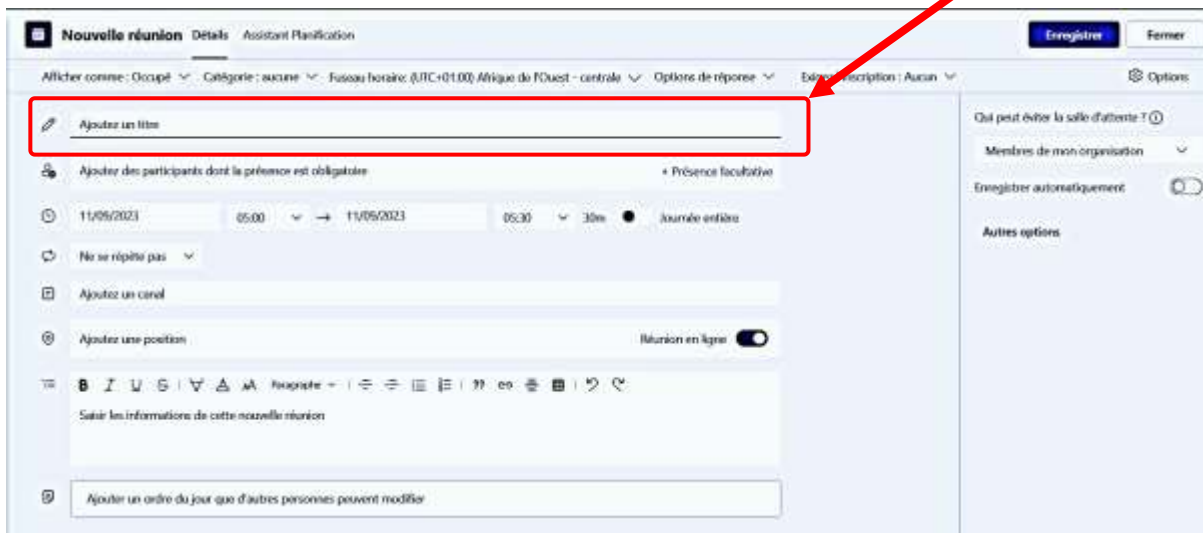 Nouvelle réunion Détails Assistant Planification Enregistrer Fermer
Afficher comme : Occupé Catégorie : aucune Fuseau horaire: (UTC+01:00) Afrique de l'Ouest - centrale Options de réponse inscription : Aucun Options
Ajoutez un titre
Qui peut éviter la salle d'attente ?
Membres de mon organisation
Ajoutez des participants dont la présence est obligatoire + Présence facultative
Enregistrer automatiquement
11/05/2023 05:00 → 11/05/2023 05:30 30m Journée entière
Autres options
Ne se répète pas
Ajoutez un canal
Ajoutez une position Réunion en ligne
B I U S A A Paragraphe
Saisir les informations de cette nouvelle réunion
Ajouter un ordre du jour que d'autres personnes peuvent modifier